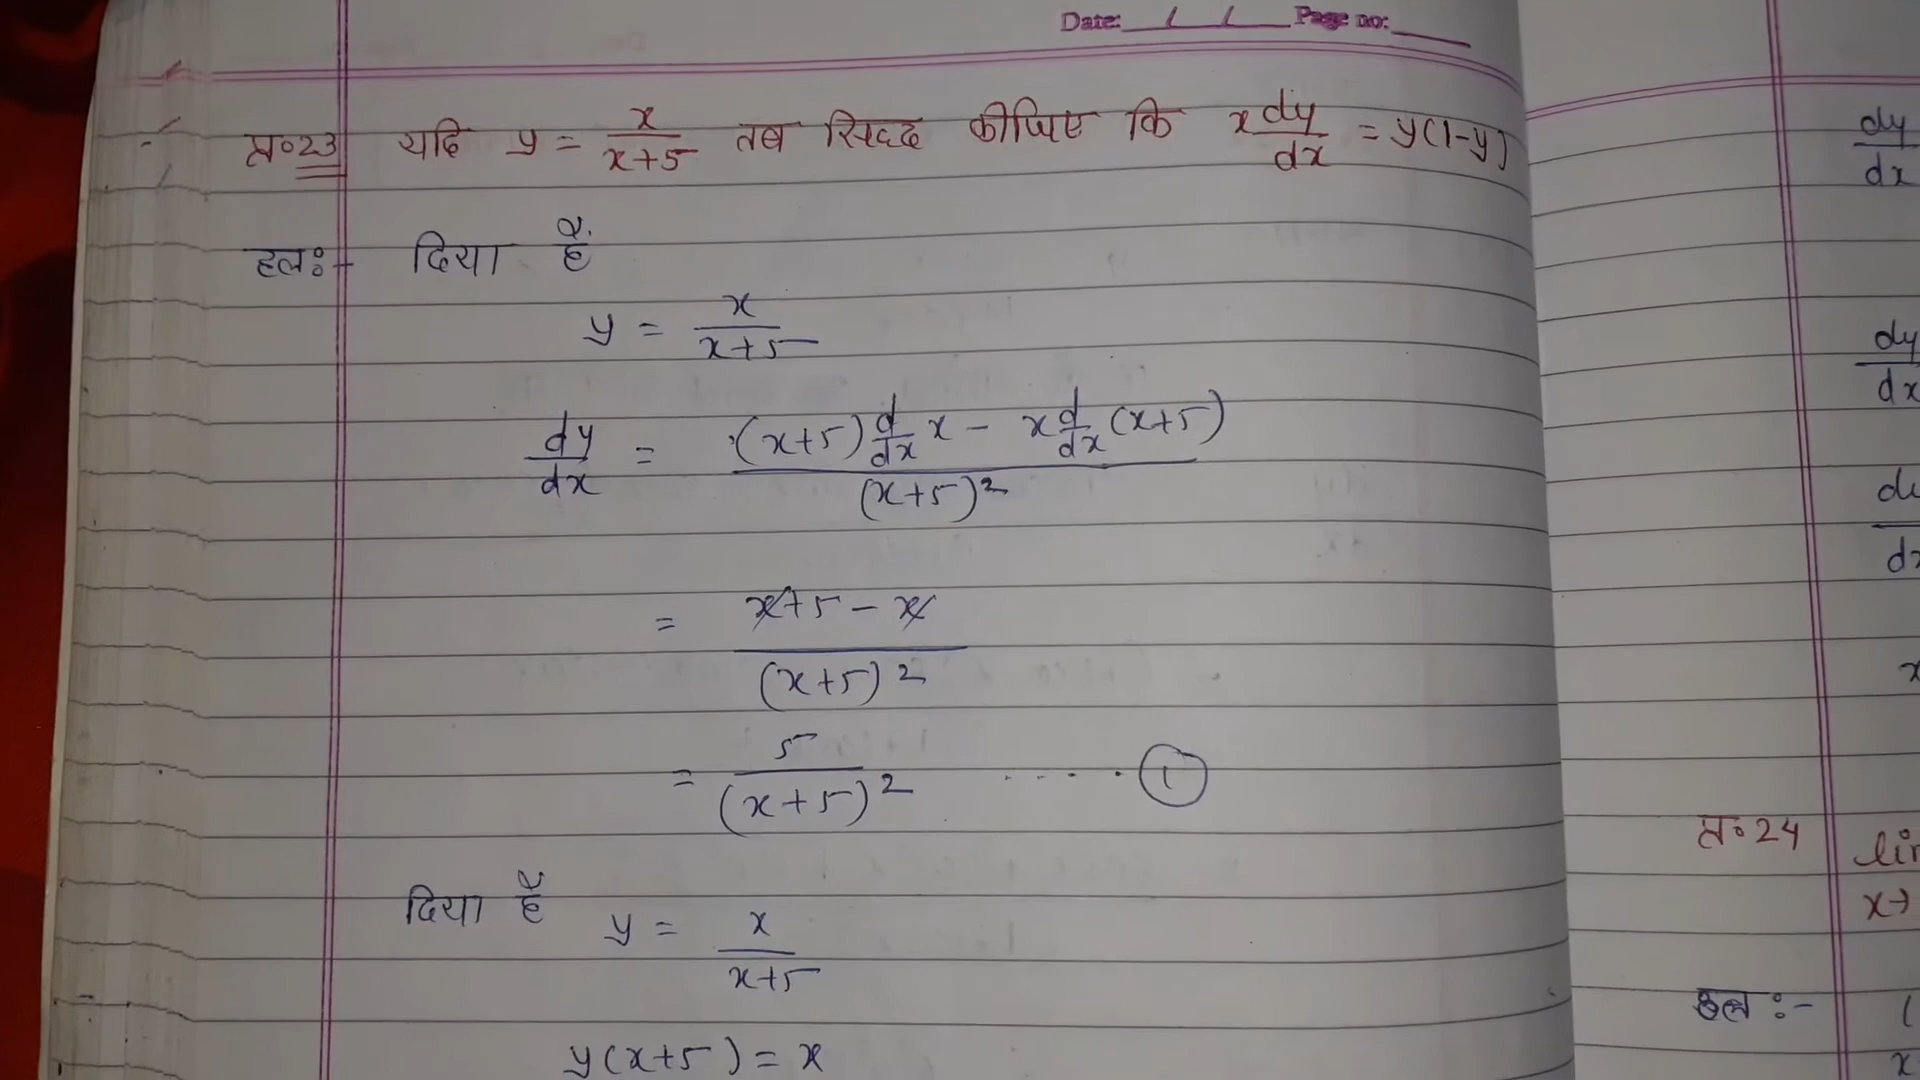 Date: / / Page no:
प्र०23 यदि y = x/(x+5) तब सिद्ध कीजिए कि x dy/dx = y(1-y)
हलः- दिया है
y = x/(x+5)
dy/dx = ((x+5) d/dx x - x d/dx (x+5))/(x+5)²
= (x+5-x)/(x+5)²
= 5/(x+5)² ..... ①
दिया है y = x/(x+5)
y(x+5) = x
dy/dx
dy/dx
x
प्र०24
x→
हल :-